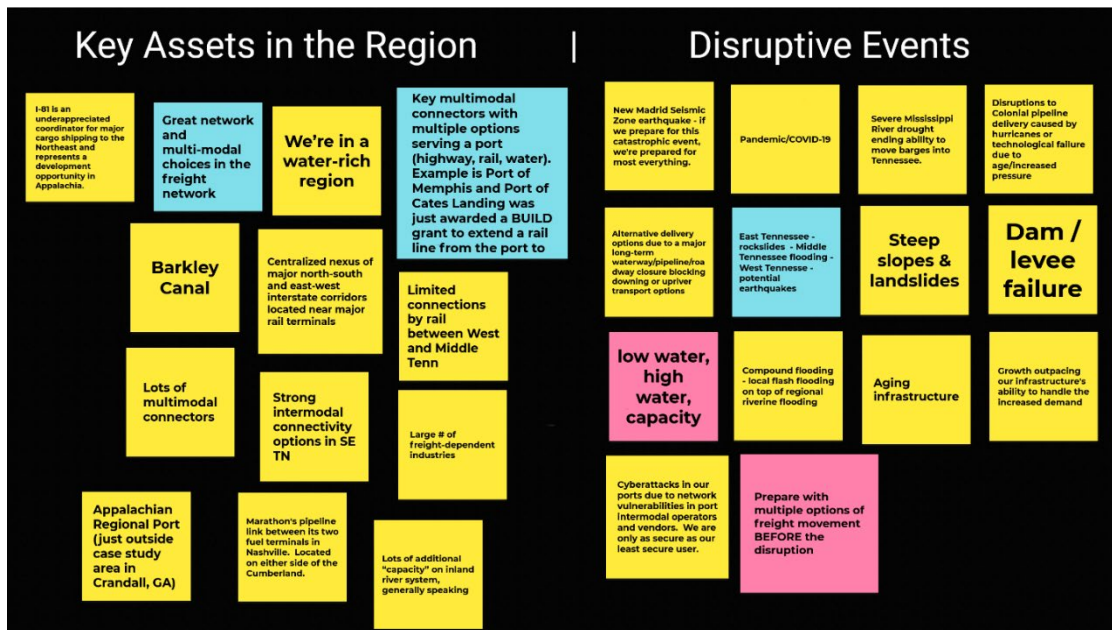 Key Assets in the Region | Disruptive Events
I-81 is an
underappreciated
coordinator for major
cargo shipping to the
Northeast and
represents a
development
opportunity in
Appalachia.
Great network
and
multi-modal
choices in the
freight
network
We're in a
water-rich
region
Key multimodal
connectors with
multiple options
serving a port
(highway, rail, water).
Example is Port of
Memphis and Port of
Cates Landing was
just awarded a BUILD
grant to extend a rail
line from the port to
Barkley
Canal
Centralized nexus of
major north-south
and east-west
interstate corridors
located near major
rail terminals
Limited
connections
by rail
between West
and Middle
Tenn
Lots of
multimodal
connectors
Strong
intermodal
connectivity
options in SE
TN
Large # of
freight-dependent
industries
Appalachian
Regional Port
(just outside
case study
area in
Crandall, GA)
Marathon's pipeline
link between its two
fuel terminals in
Nashville. Located
on either side of the
Cumberland.
Lots of additional
"capacity" on inland
river system,
generally speaking
New Madrid Seismic
Zone earthquake - if
we prepare for this
catastrophic event,
we're prepared for
most everything.
Pandemic/COVID-19
Severe Mississippi
River drought
ending ability to
move barges into
Tennessee.
Disruptions to
Colonial pipeline
delivery caused by
hurricanes or
technological failure
due to
age/increased
pressure
Alternative delivery
options due to a major
long-term
waterway/pipeline/roa
dway closure blocking
downing or upriver
transport options
East Tennessee -
rockslides - Middle
Tennessee flooding -
West Tennesse -
potential
earthquakes
Steep
slopes &
landslides
Dam /
levee
failure
low water,
high
water,
capacity
Compound flooding
- local flash flooding
on top of regional
riverine flooding
Aging
infrastructure
Growth outpacing
our infrastructure's
ability to handle the
increased demand
Cyberattacks in our
ports due to network
vulnerabilities in port
intermodal operators
and vendors. We are
only as secure as our
least secure user.
Prepare with
multiple options of
freight movement
BEFORE the
disruption